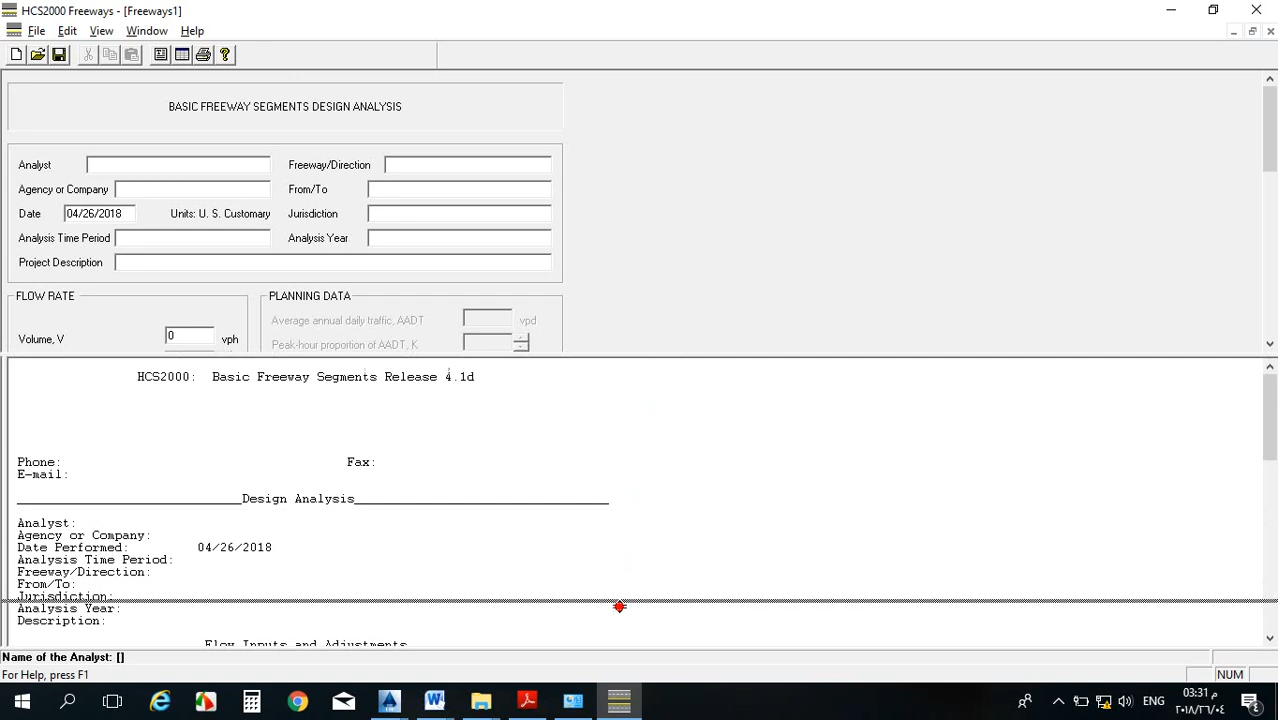 HCS2000 Freeways - [Freeways1]
File Edit View Window Help
BASIC FREEWAY SEGMENTS DESIGN ANALYSIS
Analyst Freeway/Direction
Agency or Company From/To
Date 04/26/2018 Units: U. S. Customary Jurisdiction
Analysis Time Period Analysis Year
Project Description
FLOW RATE PLANNING DATA
Average annual daily traffic, AADT vpd
Volume, V 0 vph Peak-hour proportion of AADT, K
HCS2000: Basic Freeway Segments Release 4.1d
Phone: Fax:
E-mail:
Design Analysis
Analyst:
Agency or Company:
Date Performed: 04/26/2018
Analysis Time Period:
Freeway/Direction:
From/To:
Jurisdiction:
Analysis Year:
Description:
Flow Inputs and Adjustments
Name of the Analyst: []
For Help, press F1 NUM
ENG 03:31 م
٢٠١٨/٢٦/٠٤